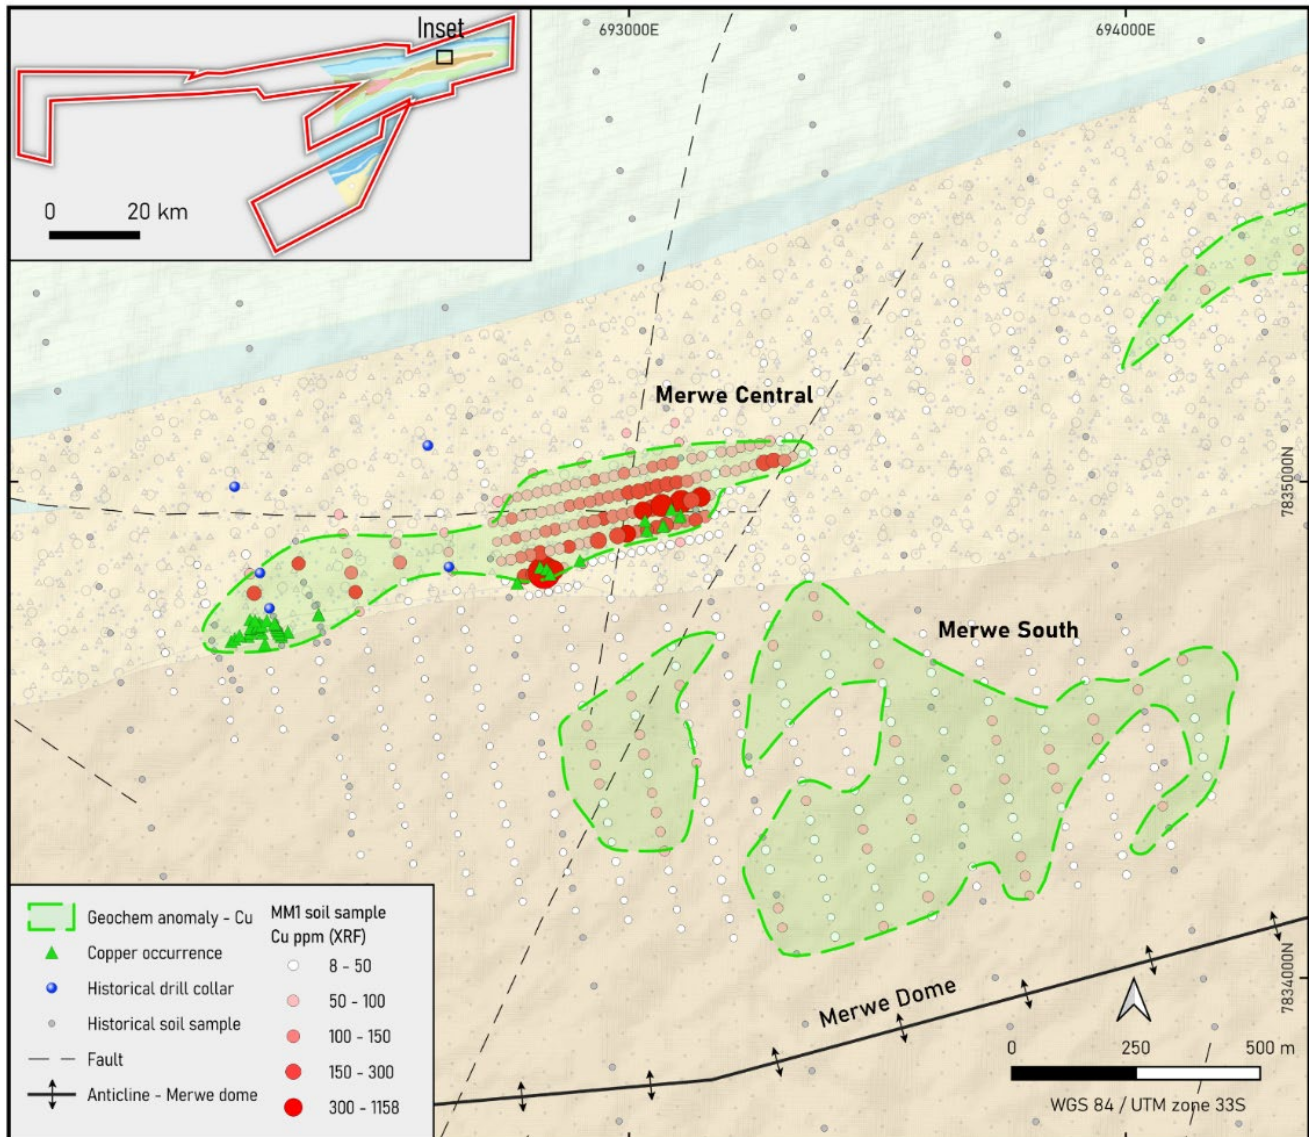 Inset
0 20 km
693000E
694000E
Merwe Central
7835000N
Merwe South
7834000N
Merwe Dome
Geochem anomaly - Cu
Copper occurrence
Historical drill collar
Historical soil sample
Fault
Anticline - Merwe dome
MM1 soil sample
Cu ppm (XRF)
8 - 50
50 - 100
100 - 150
150 - 300
300 - 1158
0 250 500 m
WGS 84 / UTM zone 33S